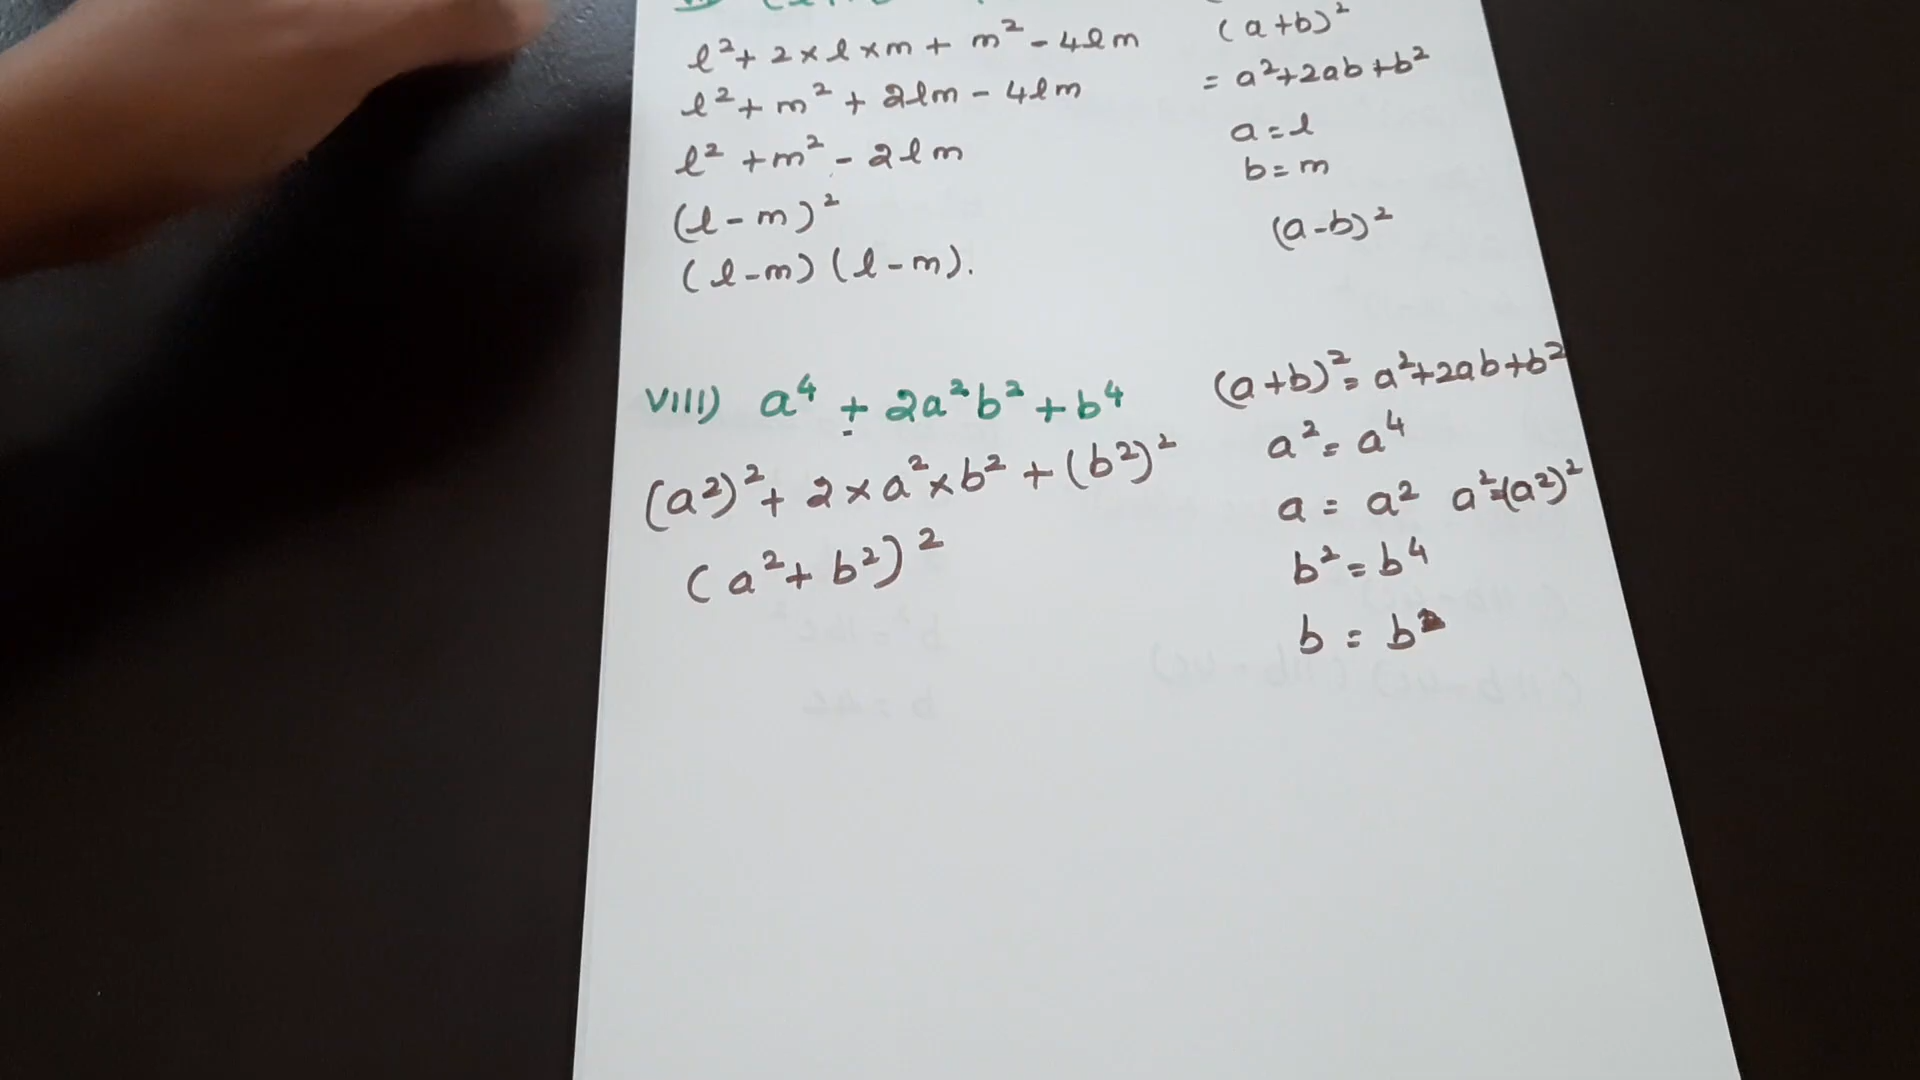 l² + 2 × l × m + m² - 4lm
l² + m² + 2lm - 4lm
l² + m² - 2lm
(l - m)²
(l - m) (l - m).
(a + b)²
= a² + 2ab + b²
a = l
b = m
(a - b)²
VIII) a⁴ + 2a²b² + b⁴
(a²)² + 2 × a² × b² + (b²)²
(a² + b²)²
(a + b)² = a² + 2ab + b²
a² = a⁴
a = a² a² = (a²)²
b² = b⁴
b = b²